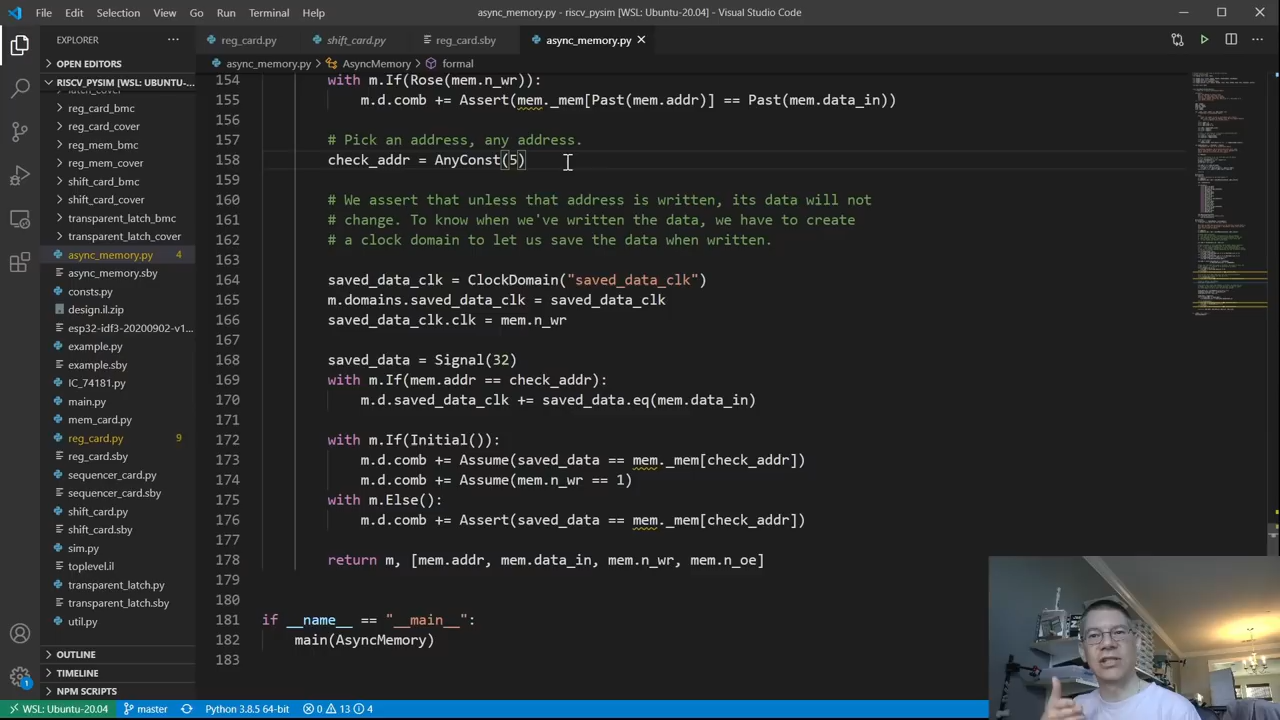 File Edit Selection View Go Run Terminal Help
async_memory.py - riscv_pysim [WSL: Ubuntu-20.04] - Visual Studio Code
EXPLORER
reg_card.py shift_card.py reg_card.sby async_memory.py
OPEN EDITORS
async_memory.py > AsyncMemory > formal
RISCV_PYSIM [WSL: UBUNTU-...
reg_card_bmc
reg_card_cover
reg_mem_bmc
reg_mem_cover
shift_card_bmc
shift_card_cover
transparent_latch_bmc
transparent_latch_cover
async_memory.py 4
async_memory.sby
consts.py
design.il.zip
esp32-idf3-20200902-v1...
example.py
example.sby
IC_74181.py
main.py
mem_card.py
reg_card.py 9
reg_card.sby
sequencer_card.py
sequencer_card.sby
shift_card.py
shift_card.sby
sim.py
toplevel.il
transparent_latch.py
transparent_latch.sby
util.py
OUTLINE
TIMELINE
NPM SCRIPTS
154 with m.If(Rose(mem.n_wr)):
155 m.d.comb += Assert(mem._mem[Past(mem.addr)] == Past(mem.data_in))
156
157 # Pick an address, any address.
158 check_addr = AnyConst(5)
159
160 # We assert that unless that address is written, its data will not
161 # change. To know when we've written the data, we have to create
162 # a clock domain to let us save the data when written.
163
164 saved_data_clk = ClockDomain("saved_data_clk")
165 m.domains.saved_data_clk = saved_data_clk
166 saved_data_clk.clk = mem.n_wr
167
168 saved_data = Signal(32)
169 with m.If(mem.addr == check_addr):
170 m.d.saved_data_clk += saved_data.eq(mem.data_in)
171
172 with m.If(Initial()):
173 m.d.comb += Assume(saved_data == mem._mem[check_addr])
174 m.d.comb += Assume(mem.n_wr == 1)
175 with m.Else():
176 m.d.comb += Assert(saved_data == mem._mem[check_addr])
177
178 return m, [mem.addr, mem.data_in, mem.n_wr, mem.n_oe]
179
180
181 if __name__ == "__main__":
182 main(AsyncMemory)
183
1
WSL: Ubuntu-20.04 master Python 3.8.5 64-bit 0 13 4